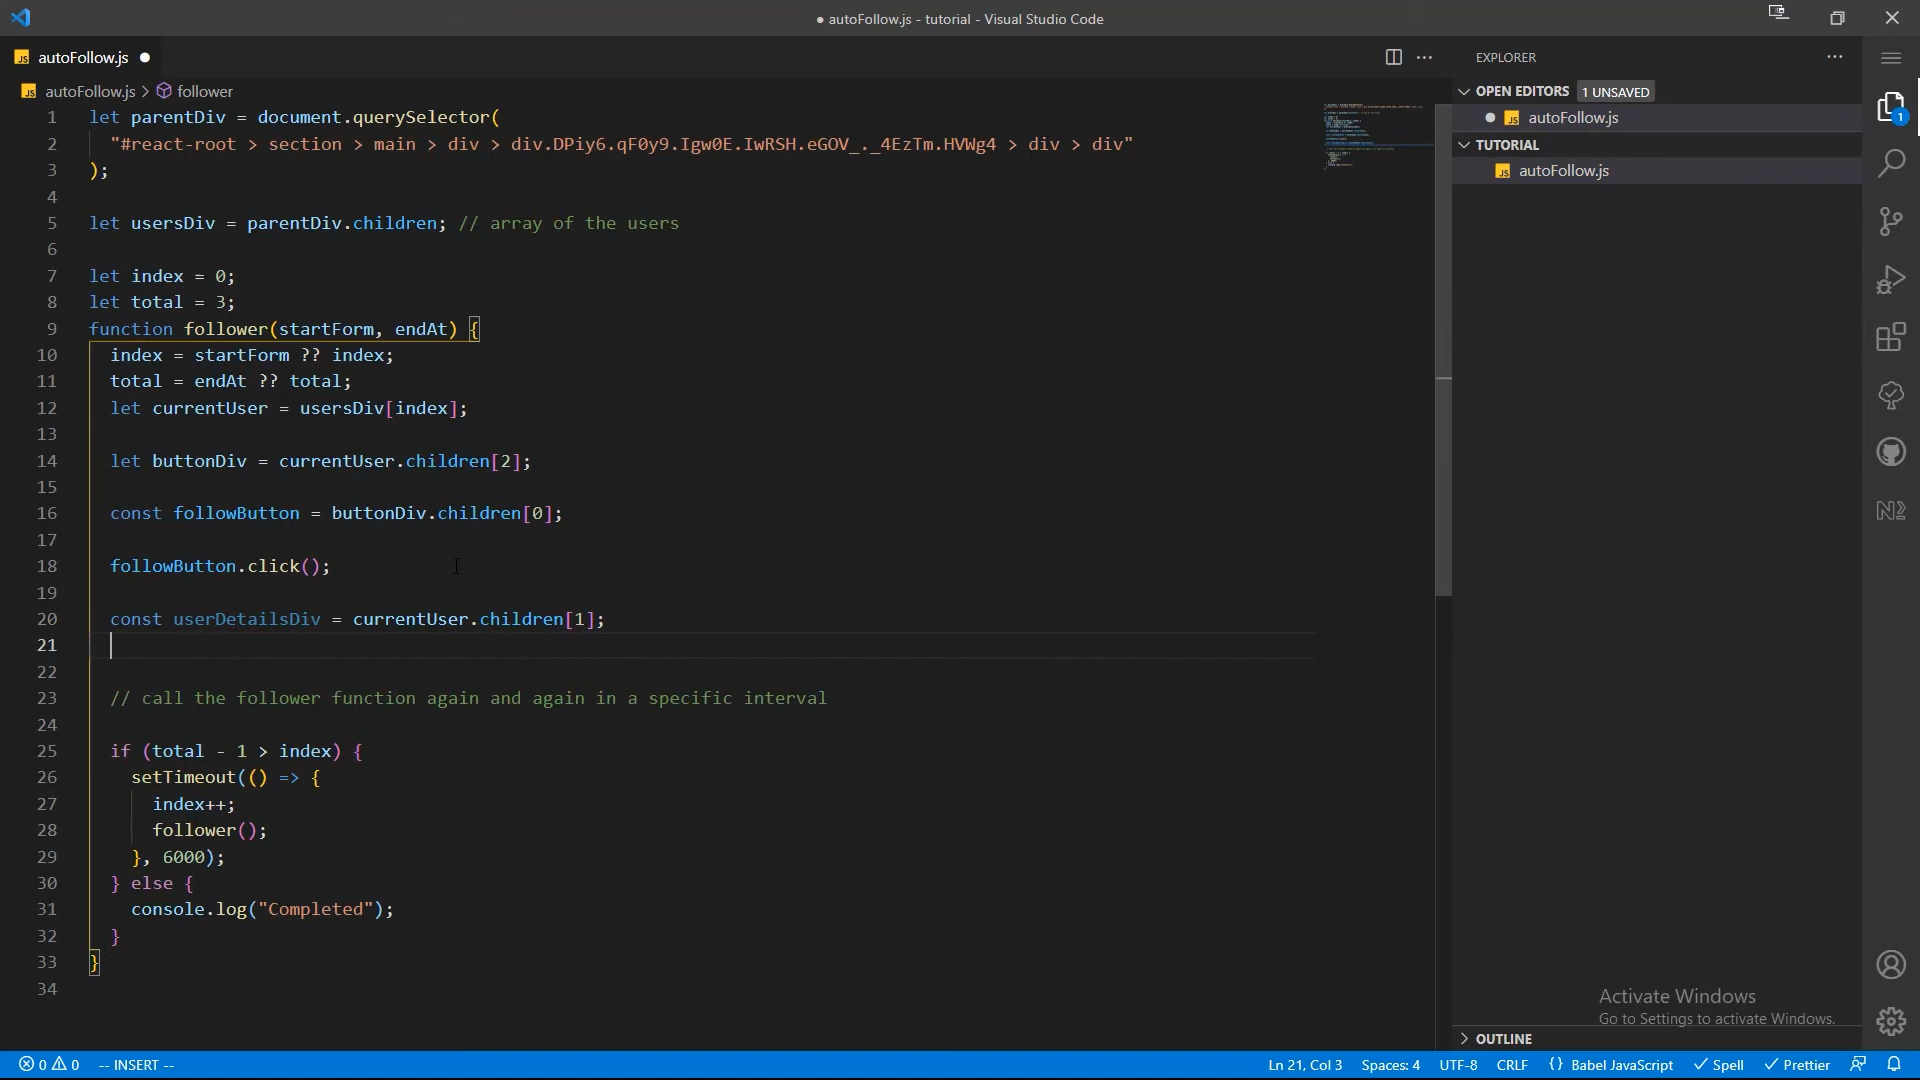 ● autoFollow.js - tutorial - Visual Studio Code
JS autoFollow.js ●
EXPLORER
JS autoFollow.js > follower
OPEN EDITORS 1 UNSAVED
● JS autoFollow.js
TUTORIAL
JS autoFollow.js
1 let parentDiv = document.querySelector(
2 "#react-root > section > main > div > div.DPiy6.qF0y9.Igw0E.IwRSH.eGOV_._4EzTm.HVWg4 > div > div"
3 );
4
5 let usersDiv = parentDiv.children; // array of the users
6
7 let index = 0;
8 let total = 3;
9 function follower(startForm, endAt) {
10 index = startForm ?? index;
11 total = endAt ?? total;
12 let currentUser = usersDiv[index];
13
14 let buttonDiv = currentUser.children[2];
15
16 const followButton = buttonDiv.children[0];
17
18 followButton.click();
19
20 const userDetailsDiv = currentUser.children[1];
21
22
23 // call the follower function again and again in a specific interval
24
25 if (total - 1 > index) {
26 setTimeout(() => {
27 index++;
28 follower();
29 }, 6000);
30 } else {
31 console.log("Completed");
32 }
33 }
34
1
Activate Windows
Go to Settings to activate Windows.
OUTLINE
0 0 -- INSERT --
Ln 21, Col 3 Spaces: 4 UTF-8 CRLF {} Babel JavaScript ✓ Spell ✓ Prettier